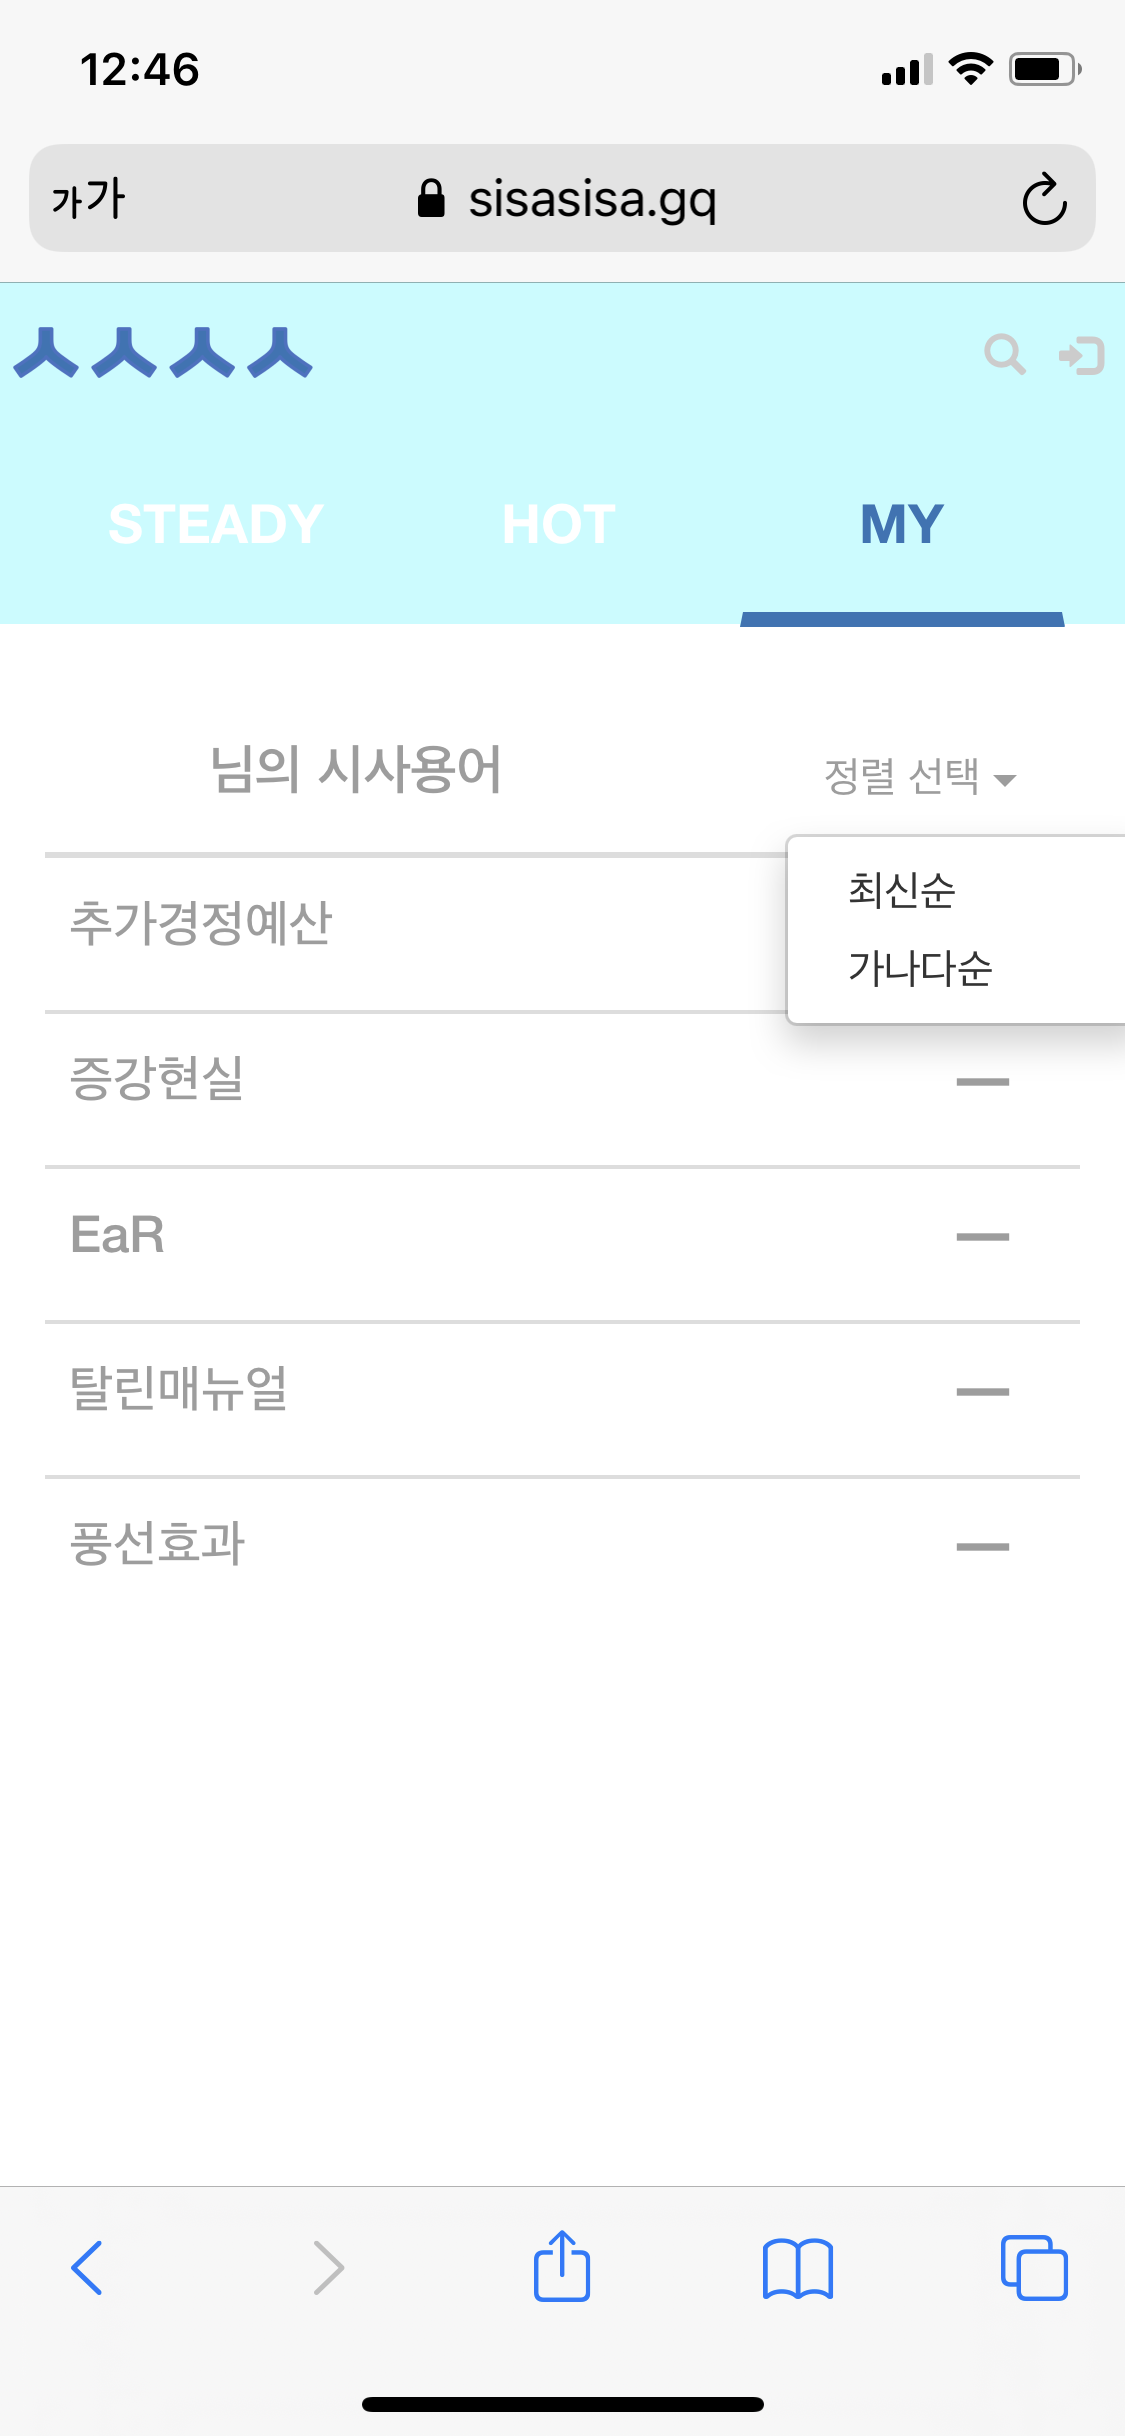 12:46
가가 sisasisa.gq
ㅅㅅㅅㅅ
STEADY HOT MY
님의 시사용어 정렬 선택
최신순
추가경정예산
가나다순
증강현실
EaR
탈린매뉴얼
풍선효과